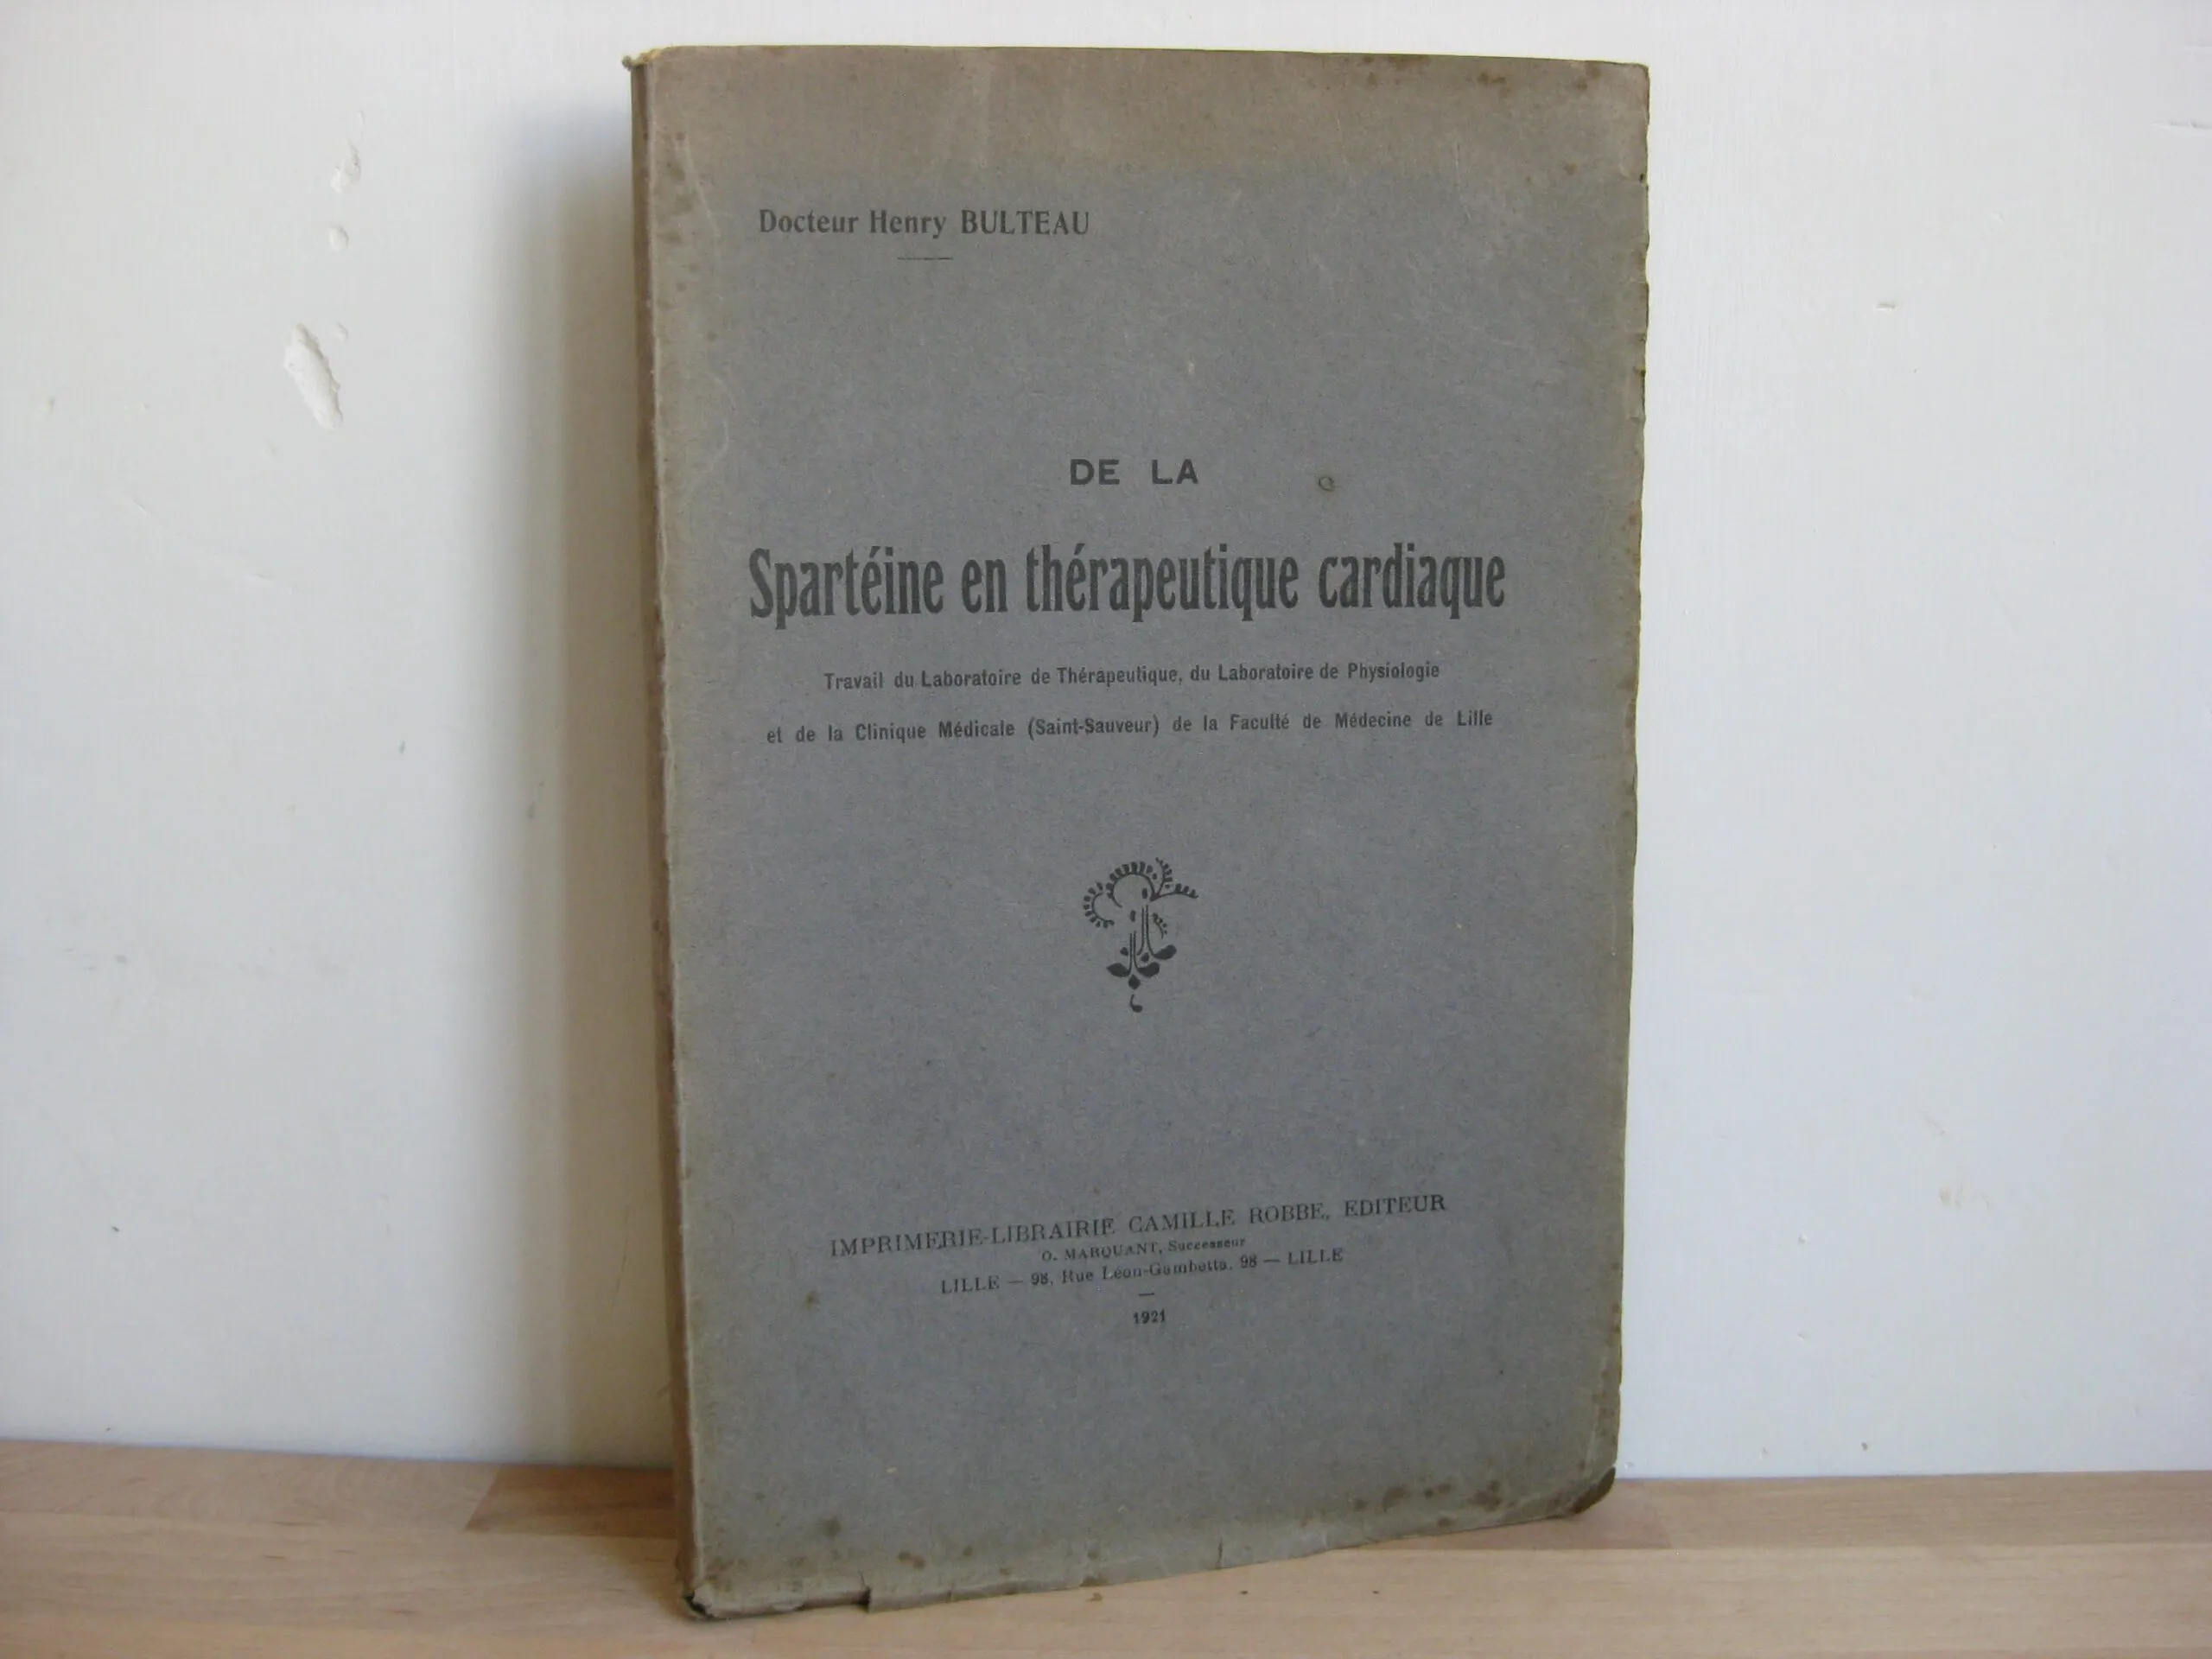 Docteur Henry BULTEAU
DE LA
Spartéine en thérapeutique cardiaque
Travail du Laboratoire de Thérapeutique, du Laboratoire de Physiologie
et de la Clinique Médicale (Saint-Sauveur) de la Faculté de Médecine de Lille
IMPRIMERIE-LIBRAIRIE CAMILLE ROBBE, EDITEUR
O. MARQUANT, Successeur
LILLE — 98, Rue Léon-Gambetta, 98 — LILLE
1921